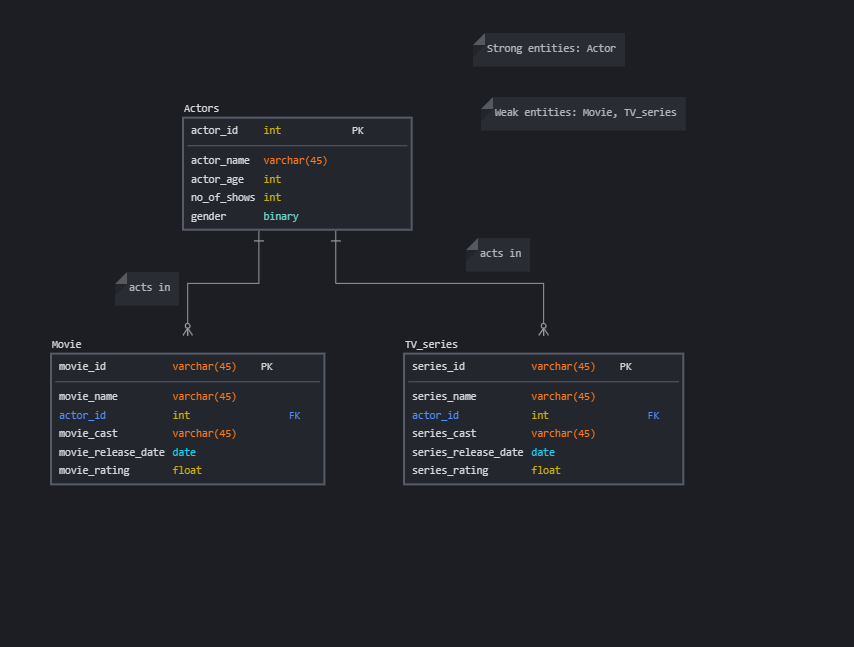 Strong entities: Actor
Weak entities: Movie, TV_series
Actors
actor_id int PK
actor_name varchar(45)
actor_age int
no_of_shows int
gender binary
acts in
acts in
Movie
movie_id varchar(45) PK
movie_name varchar(45)
actor_id int FK
movie_cast varchar(45)
movie_release_date date
movie_rating float
TV_series
series_id varchar(45) PK
series_name varchar(45)
actor_id int FK
series_cast varchar(45)
series_release_date date
series_rating float